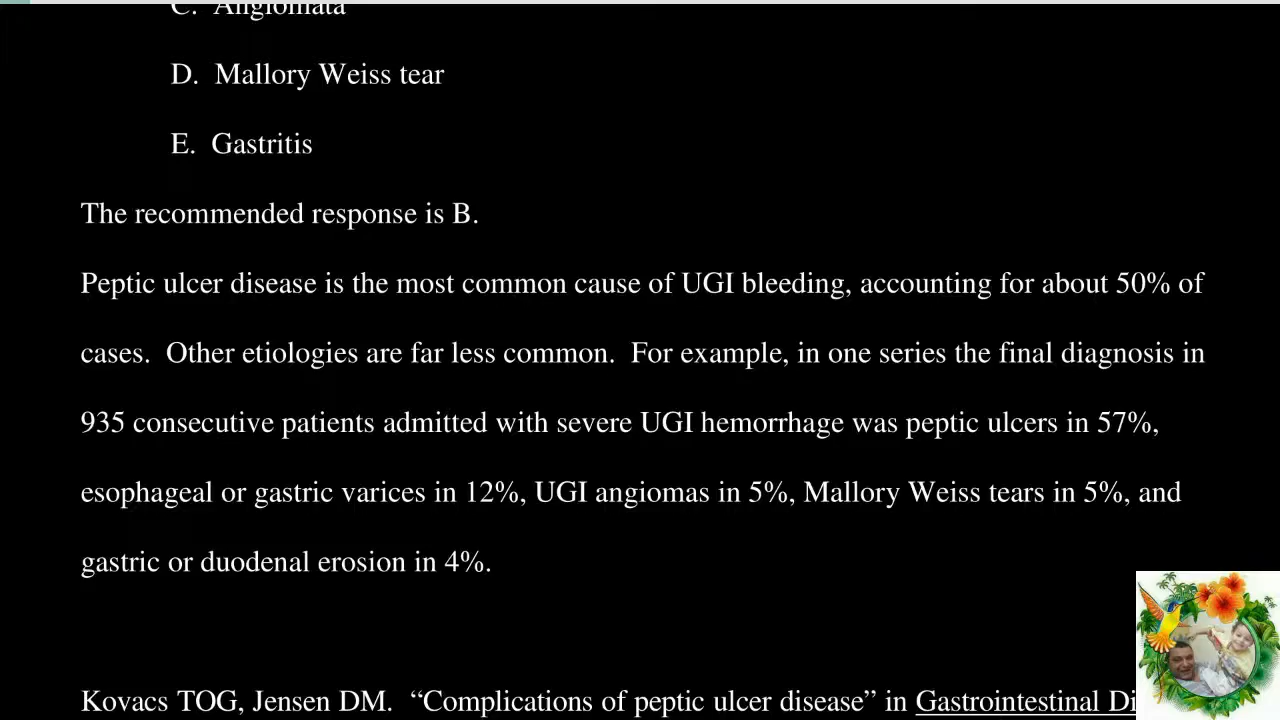 C. Angiomata
D. Mallory Weiss tear
E. Gastritis
The recommended response is B.
Peptic ulcer disease is the most common cause of UGI bleeding, accounting for about 50% of
cases. Other etiologies are far less common. For example, in one series the final diagnosis in
935 consecutive patients admitted with severe UGI hemorrhage was peptic ulcers in 57%,
esophageal or gastric varices in 12%, UGI angiomas in 5%, Mallory Weiss tears in 5%, and
gastric or duodenal erosion in 4%.
Kovacs TOG, Jensen DM. “Complications of peptic ulcer disease” in Gastrointestinal Di